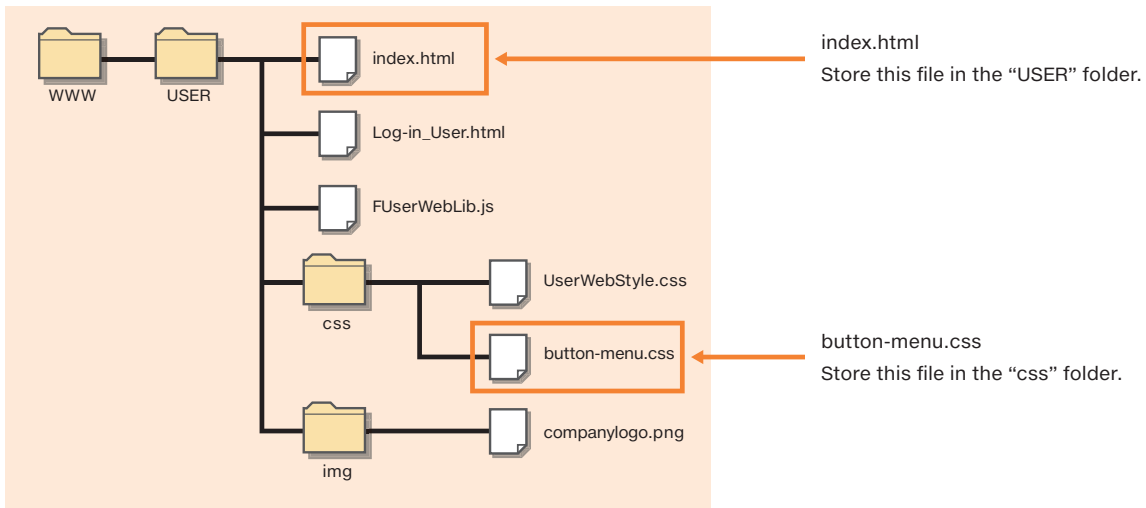 WWW
USER
index.html
index.html
Store this file in the “USER” folder.
Log-in_User.html
FUserWebLib.js
css
UserWebStyle.css
button-menu.css
button-menu.css
Store this file in the “css” folder.
img
companylogo.png